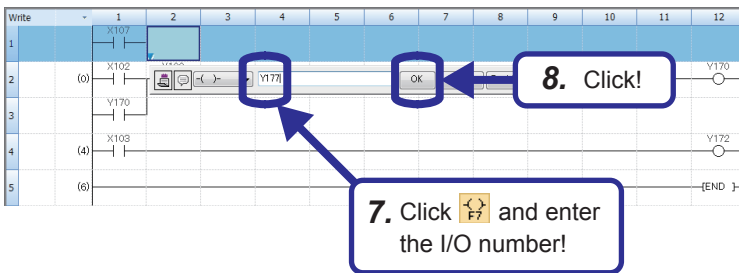 Write 1 2 3 4 5 6 7 8 9 10 11 12
X107
1
X102 Y170
2 (0) -( )- Y177 OK
8. Click!
Y170
3
X103 Y172
4 (4)
5 (6) [END]
7. Click F7 and enter
the I/O number!